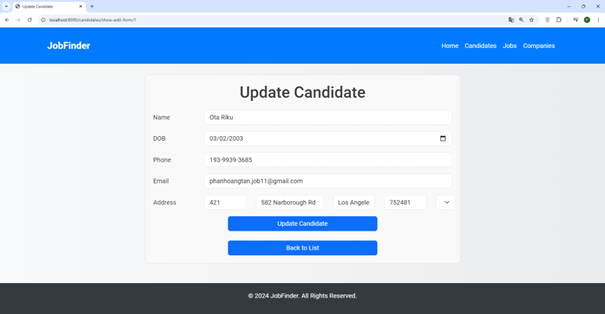 Update Candidate
localhost:8080/candidates/show-edit-form/1
JobFinder
Home Candidates Jobs Companies
Update Candidate
Name Ota Riku
DOB 03/02/2003
Phone 193-9939-3685
Email phanhoangtan.job11@gmail.com
Address 421 582 Narborough Rd Los Angele 752481
Update Candidate
Back to List
© 2024 JobFinder. All Rights Reserved.